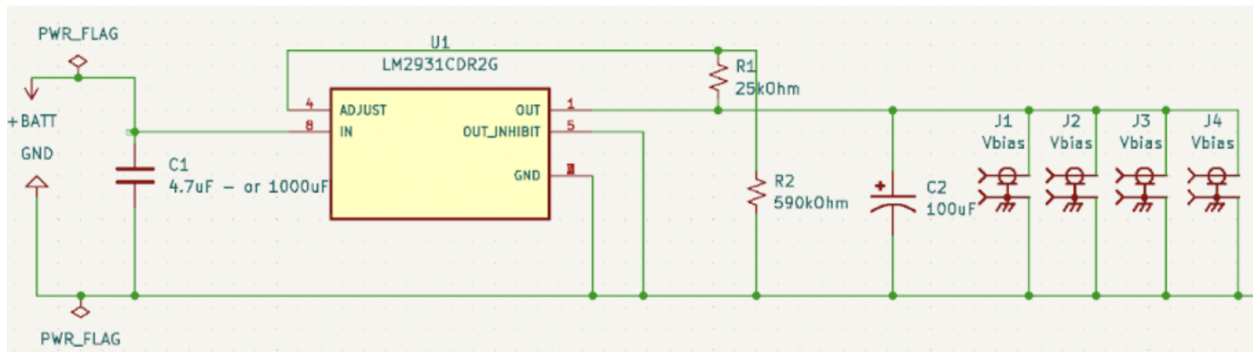 PWR_FLAG
+BATT
GND
C1
4.7uF – or 1000uF
PWR_FLAG
U1
LM2931CDR2G
4
ADJUST
8
IN
OUT
1
OUT_INHIBIT
5
GND
R1
25kOhm
R2
590kOhm
+
C2
100uF
J1
Vbias
J2
Vbias
J3
Vbias
J4
Vbias